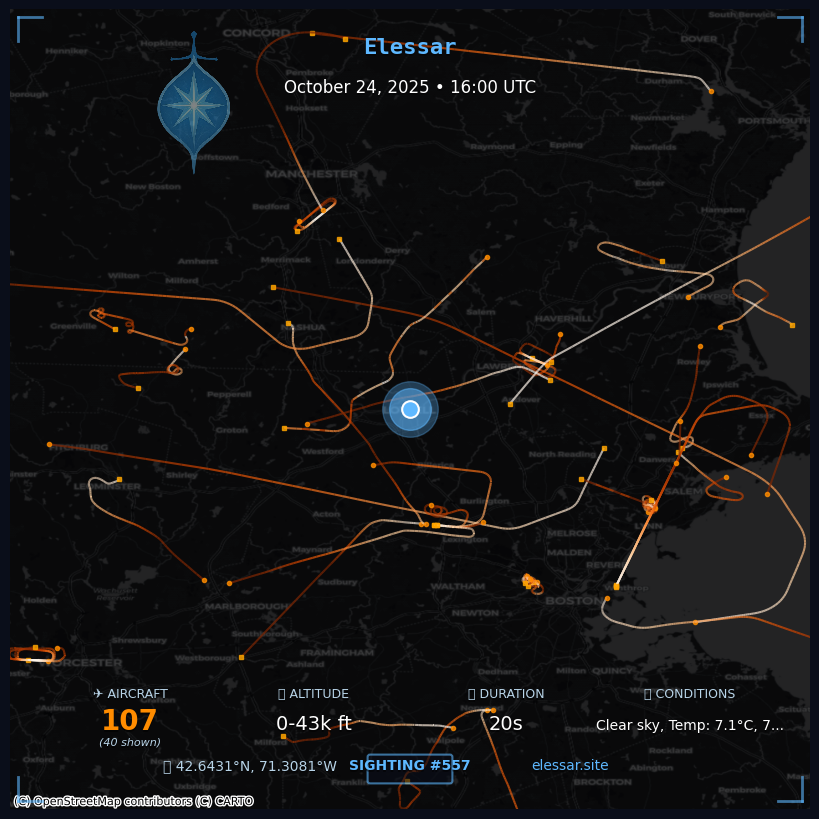 Elessar
October 24, 2025 • 16:00 UTC
South Berwick
CONCORD
Hopkinton
Henniker
DOVER
Pembroke
Durham
Hooksett
Newmarket
PORTSMOUTH
Raymond
Epping
Goffstown
MANCHESTER
New Boston
Exeter
Bedford
Hampton
Derry
Amherst
Merrimack
Londonderry
Wilton
Milford
Salem
NEWBURYPORT
Greenville
NASHUA
HAVERHILL
Rowley
Pepperell
Andover
Ipswich
Groton
Essex
Westford
FITCHBURG
North Reading
Danvers
Shirley
LEOMINSTER
SALEM
Burlington
Acton
LYNN
Lexington
MELROSE
Maynard
MALDEN
REVERE
Sudbury
WALTHAM
Winthrop
Holden
BOSTON
MARLBOROUGH
NEWTON
Shrewsbury
Southborough
FRAMINGHAM
WORCESTER
Westborough
Ashland
Dedham
Milton
QUINCY
Cohasset
✈ AIRCRAFT
ALTITUDE
DURATION
CONDITIONS
107
0-43k ft
20s
Clear sky, Temp: 7.1°C, 7...
(40 shown)
Auburn
Grafton
Norwood
Milford
Walpole
Randolph
Rockland
42.6431°N, 71.3081°W
SIGHTING #557
elessar.site
Abington
Pembroke
Franklin
Uxbridge
BROCKTON
(C) OpenStreetMap contributors (C) CARTO